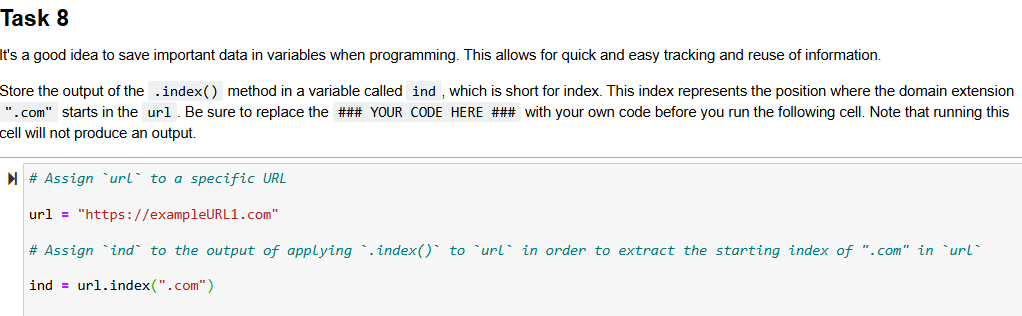 Task 8
It's a good idea to save important data in variables when programming. This allows for quick and easy tracking and reuse of information.
Store the output of the .index() method in a variable called ind , which is short for index. This index represents the position where the domain extension
".com" starts in the url . Be sure to replace the ### YOUR CODE HERE ### with your own code before you run the following cell. Note that running this
cell will not produce an output.
# Assign `url` to a specific URL
url = "https://exampleURL1.com"
# Assign `ind` to the output of applying `.index()` to `url` in order to extract the starting index of ".com" in `url`
ind = url.index(".com")